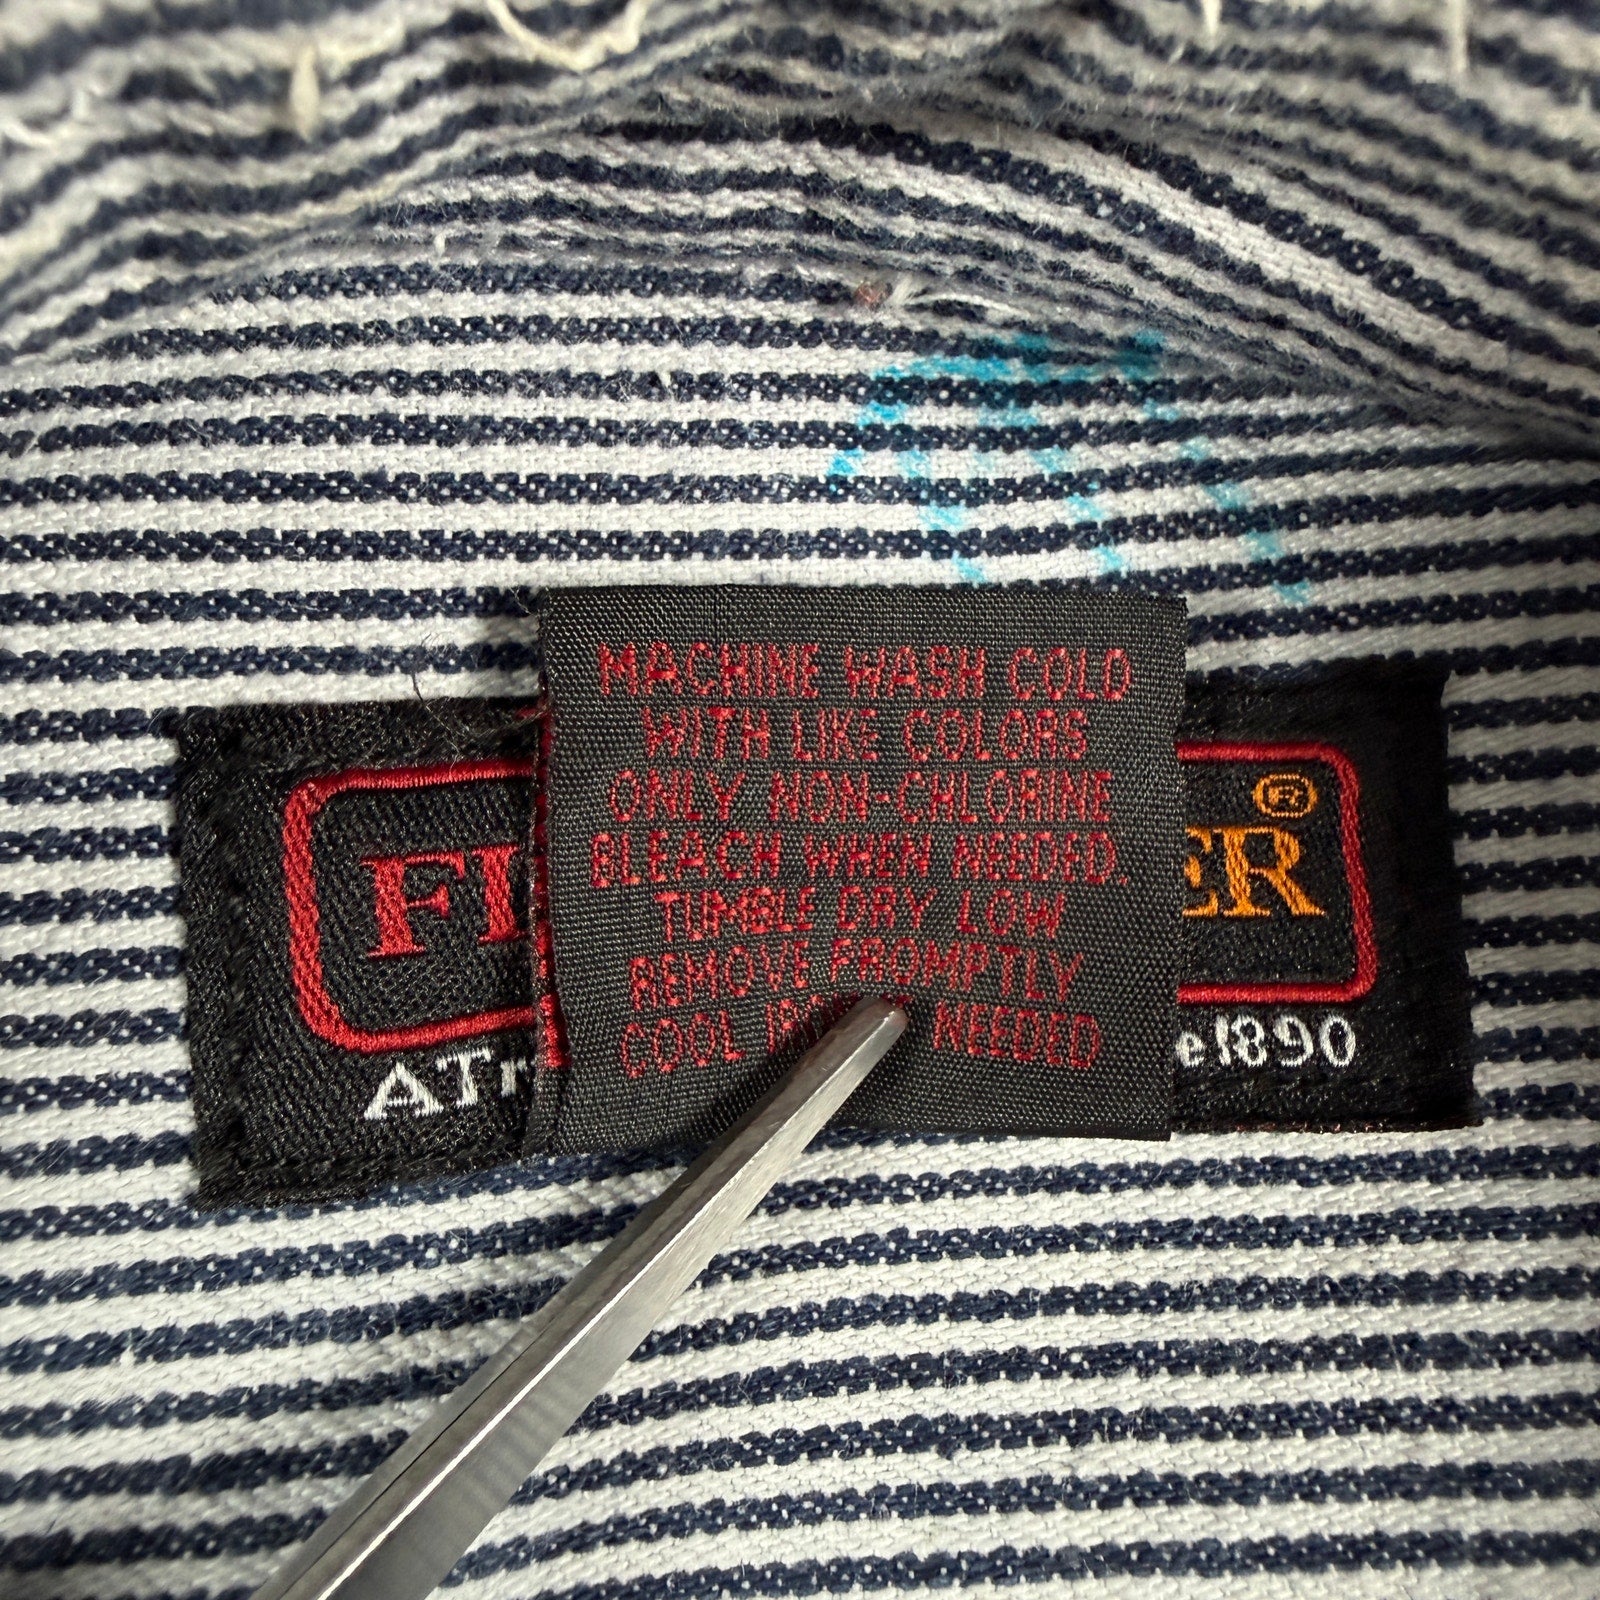 MACHINE WASH COLD
WITH LIKE COLORS
ONLY NON-CHLORINE
BLEACH WHEN NEEDED.
TUMBLE DRY LOW
REMOVE PROMPTLY
COOL NEEDED
®
ER
e1890